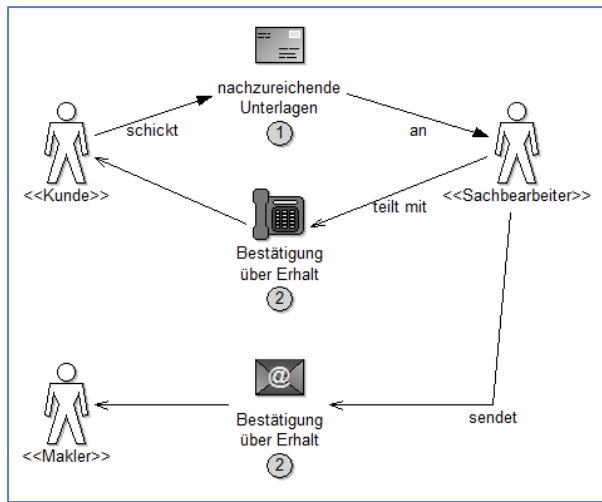 nachzureichende
Unterlagen
1
schickt
an
<<Kunde>>
<<Sachbearbeiter>>
teilt mit
Bestätigung
über Erhalt
2
@
sendet
Bestätigung
über Erhalt
2
<<Makler>>